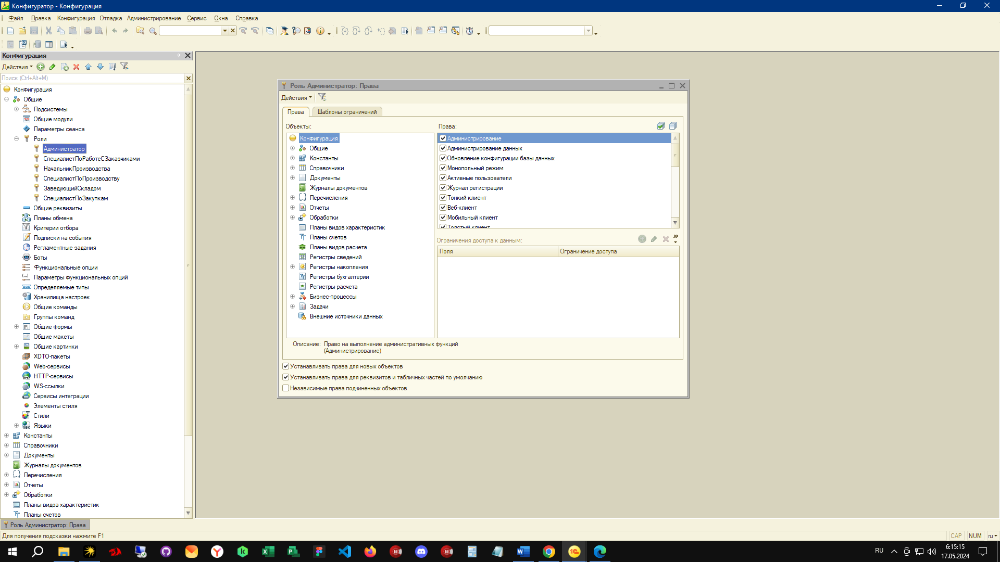 Конфигуратор - Конфигурация
Файл Правка Конфигурация Отладка Администрирование Сервис Окна Справка
Конфигурация
Действия
Поиск (Ctrl+Alt+M)
Конфигурация
Общие
Подсистемы
Общие модули
Параметры сеанса
Роли
Администратор
СпециалистПоРаботеСЗаказчиками
НачальникПроизводства
СпециалистПоПроизводству
ЗаведующийСкладом
СпециалистПоЗакупкам
Общие реквизиты
Планы обмена
Критерии отбора
Подписки на события
Регламентные задания
Боты
Функциональные опции
Параметры функциональных опций
Определяемые типы
Хранилища настроек
Общие команды
Группы команд
Общие формы
Общие макеты
Общие картинки
XDTO-пакеты
Web-сервисы
HTTP-сервисы
WS-ссылки
Сервисы интеграции
Элементы стиля
Стили
Языки
Константы
Справочники
Документы
Журналы документов
Перечисления
Отчеты
Обработки
Планы видов характеристик
Планы счетов
Роль Администратор: Права
Действия
Права Шаблоны ограничений
Объекты:
Конфигурация
Общие
Константы
Справочники
Документы
Журналы документов
Перечисления
Отчеты
Обработки
Планы видов характеристик
Планы счетов
Планы видов расчета
Регистры сведений
Регистры накопления
Регистры бухгалтерии
Регистры расчета
Бизнес-процессы
Задачи
Внешние источники данных
Права:
Администрирование
Администрирование данных
Обновление конфигурации базы данных
Монопольный режим
Активные пользователи
Журнал регистрации
Тонкий клиент
Веб-клиент
Мобильный клиент
Толстый клиент
Ограничения доступа к данным:
Поля Ограничение доступа
Описание: Право на выполнение административных функций
(Администрирование)
Устанавливать права для новых объектов
Устанавливать права для реквизитов и табличных частей по умолчанию
Независимые права подчиненных объектов
Роль Администратор: Права
Для получения подсказки нажмите F1
CAP NUM ru
RU
6:15:15
17.05.2024